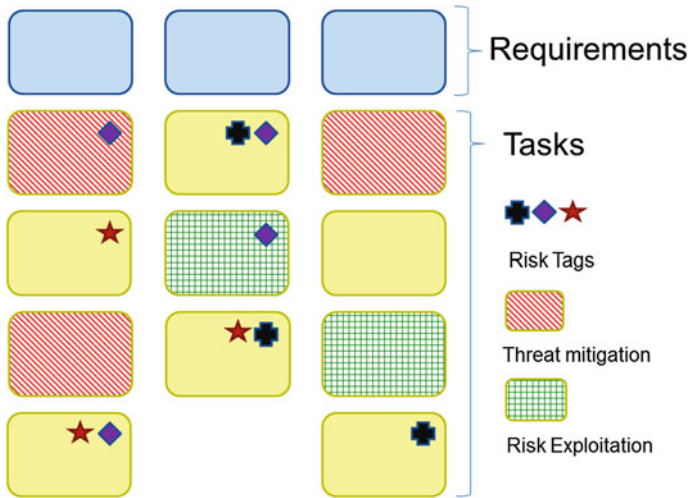 Requirements
Tasks
Risk Tags
Threat mitigation
Risk Exploitation